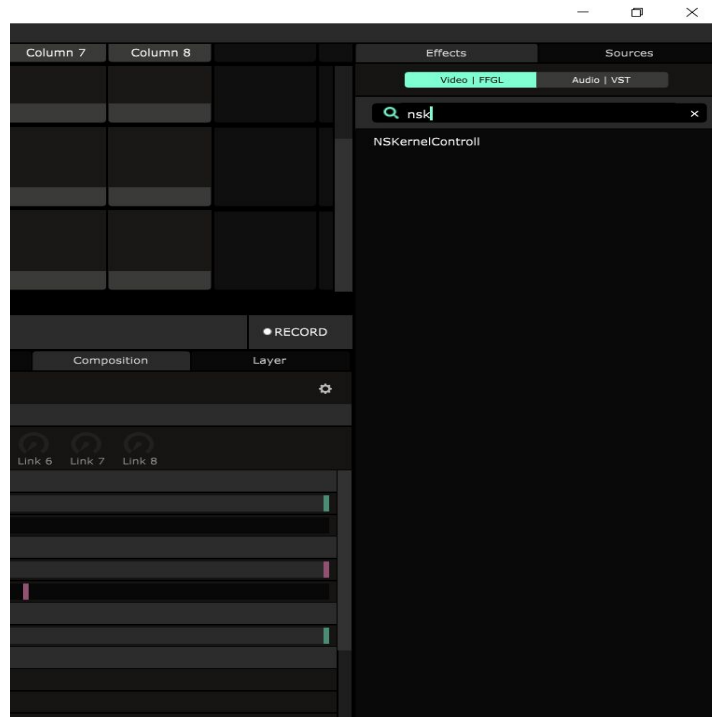 Column 7 Column 8 Effects Sources
Video | FFGL Audio | VST
nsk
NSKernelControll
RECORD
Composition Layer
Link 6 Link 7 Link 8